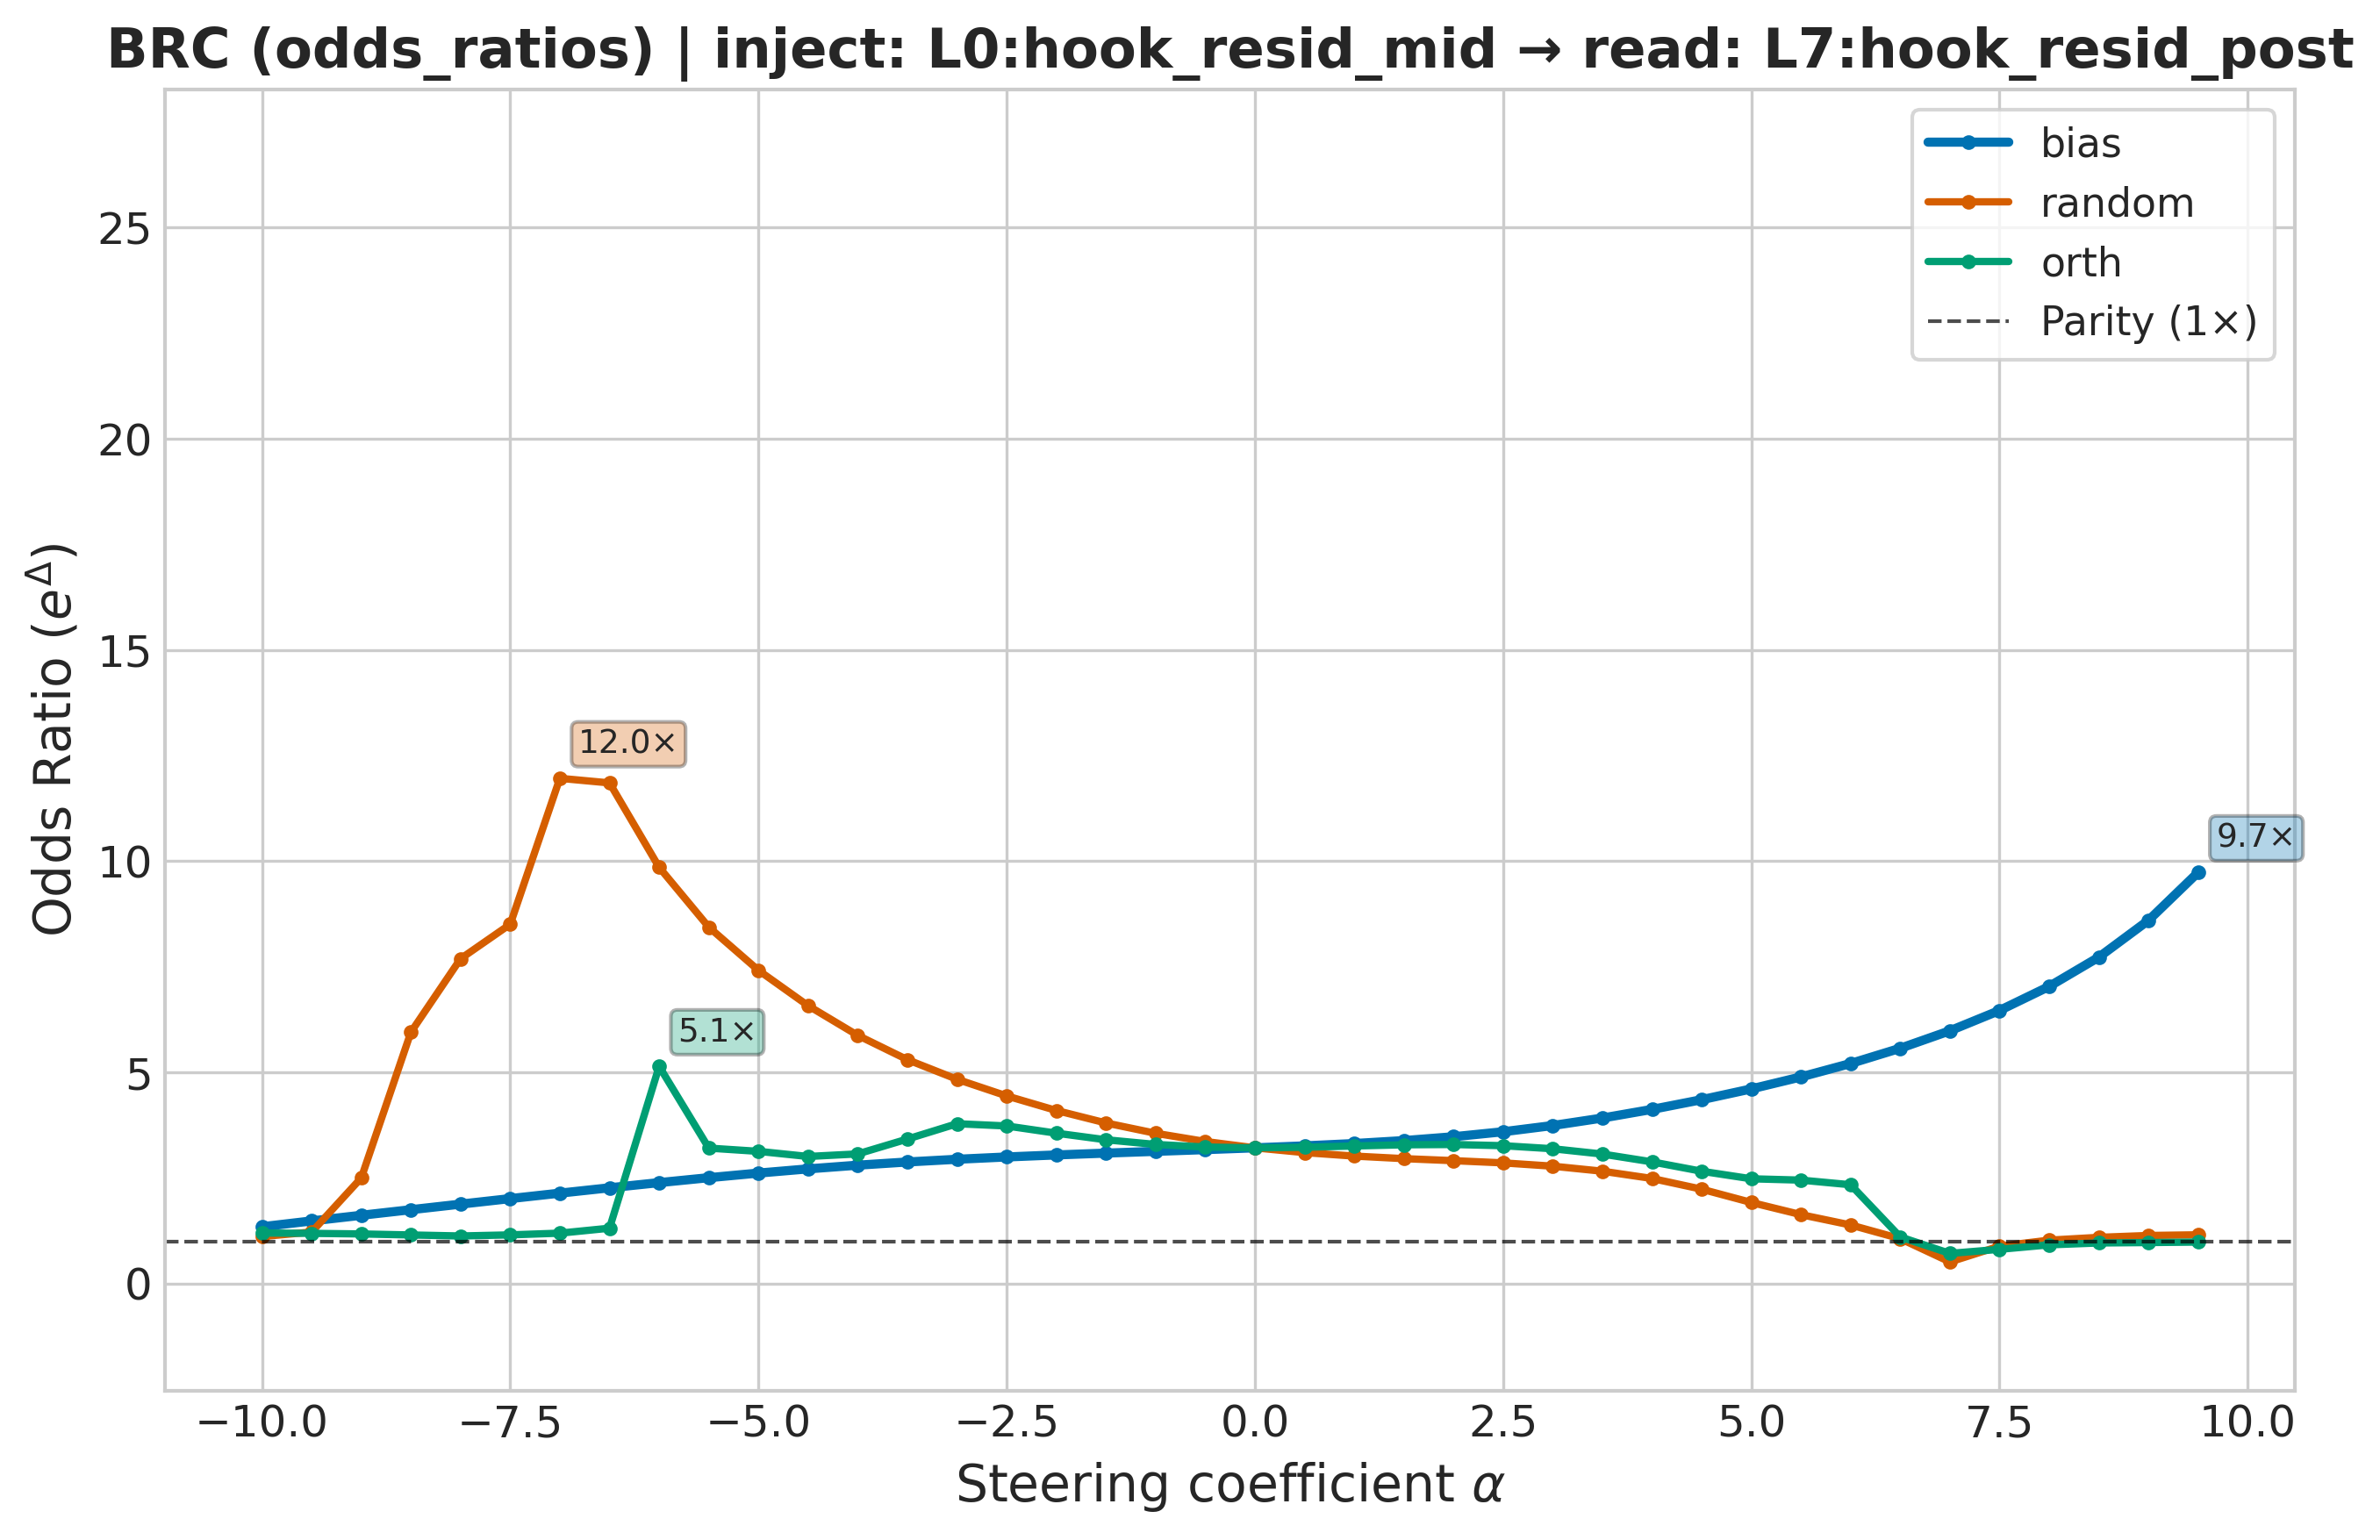 BRC (odds_ratios) | inject: L0:hook_resid_mid → read: L7:hook_resid_post
bias
random
orth
Parity (1×)
25
20
15
10
5
0
Odds Ratio (e^Δ)
12.0×
5.1×
9.7×
−10.0
−7.5
−5.0
−2.5
0.0
2.5
5.0
7.5
10.0
Steering coefficient α